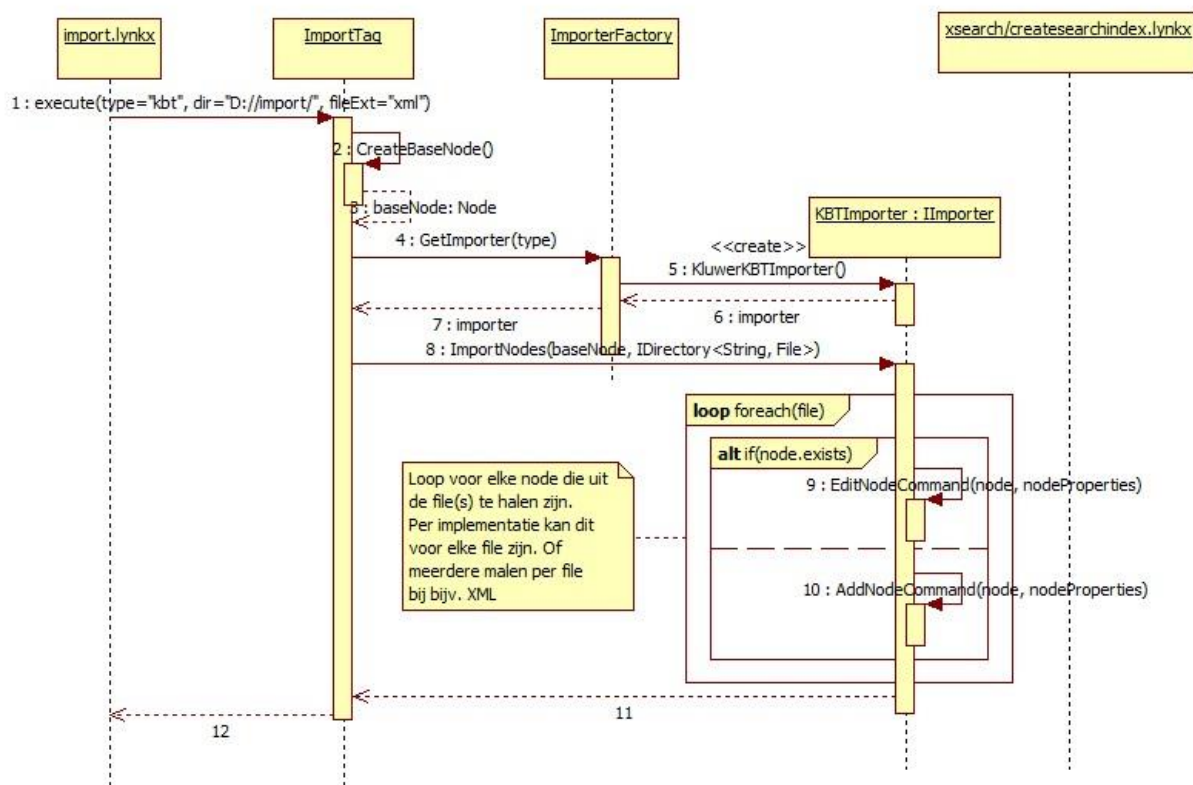 import.lynkx
ImportTag
ImporterFactory
xsearch/createsearchindex.lynkx
1 : execute(type="kbt", dir="D://import/", fileExt="xml")
2 : CreateBaseNode()
3 : baseNode: Node
KBTImporter : IImporter
4 : GetImporter(type)
<<create>>
5 : KluwerKBTImporter()
6 : importer
7 : importer
8 : ImportNodes(baseNode, IDirectory<String, File>)
loop foreach(file)
alt if(node.exists)
Loop voor elke node die uit
de file(s) te halen zijn.
Per implementatie kan dit
voor elke file zijn. Of
meerdere malen per file
bij bijv. XML
9 : EditNodeCommand(node, nodeProperties)
10 : AddNodeCommand(node, nodeProperties)
11
12